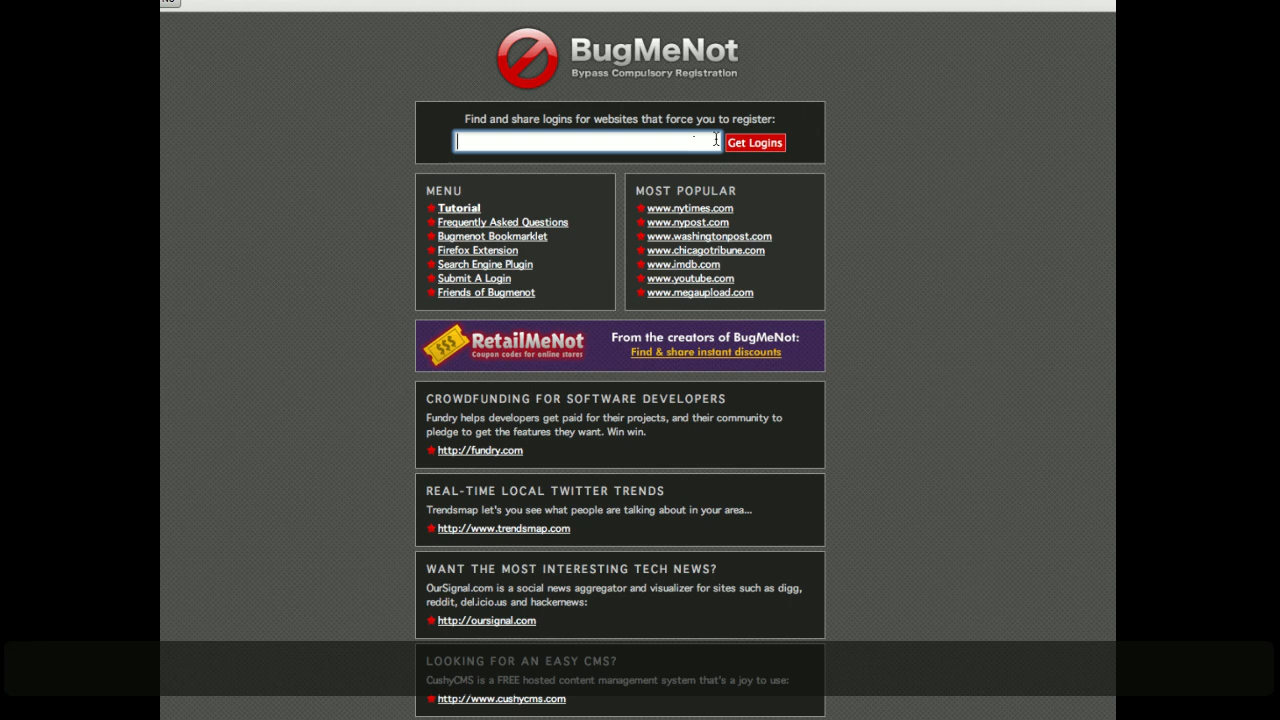 BugMeNot
Bypass Compulsory Registration
Find and share logins for websites that force you to register:
Get Logins
MENU
Tutorial
Frequently Asked Questions
Bugmenot Bookmarklet
Firefox Extension
Search Engine Plugin
Submit A Login
Friends of Bugmenot
MOST POPULAR
www.nytimes.com
www.nypost.com
www.washingtonpost.com
www.chicagotribune.com
www.imdb.com
www.youtube.com
www.megaupload.com
$$$
RetailMeNot
Coupon codes for online stores
From the creators of BugMeNot:
Find & share instant discounts
CROWDFUNDING FOR SOFTWARE DEVELOPERS
Fundry helps developers get paid for their projects, and their community to
pledge to get the features they want. Win win.
http://fundry.com
REAL-TIME LOCAL TWITTER TRENDS
Trendsmap let's you see what people are talking about in your area...
http://www.trendsmap.com
WANT THE MOST INTERESTING TECH NEWS?
OurSignal.com is a social news aggregator and visualizer for sites such as digg,
reddit, del.icio.us and hackernews:
http://oursignal.com
LOOKING FOR AN EASY CMS?
CushyCMS is a FREE hosted content management system that's a joy to use:
http://www.cushycms.com